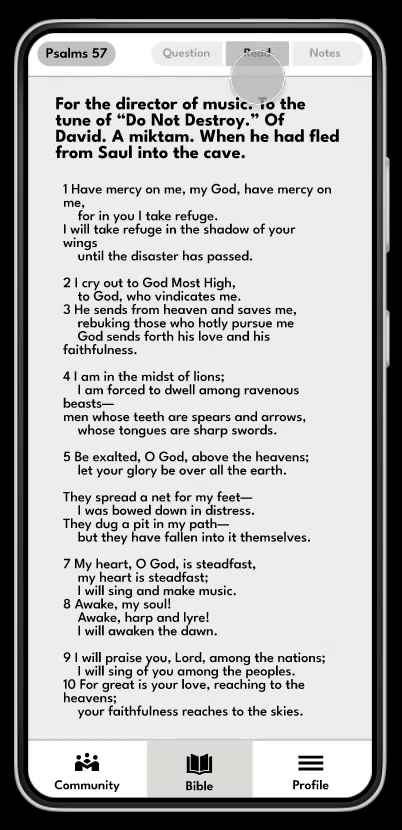 Psalms 57
Question
Read
Notes
For the director of music. To the
tune of “Do Not Destroy.” Of
David. A miktam. When he had fled
from Saul into the cave.
1 Have mercy on me, my God, have mercy on
me,
for in you I take refuge.
I will take refuge in the shadow of your
wings
until the disaster has passed.
2 I cry out to God Most High,
to God, who vindicates me.
3 He sends from heaven and saves me,
rebuking those who hotly pursue me
God sends forth his love and his
faithfulness.
4 I am in the midst of lions;
I am forced to dwell among ravenous
beasts—
men whose teeth are spears and arrows,
whose tongues are sharp swords.
5 Be exalted, O God, above the heavens;
let your glory be over all the earth.
They spread a net for my feet—
I was bowed down in distress.
They dug a pit in my path—
but they have fallen into it themselves.
7 My heart, O God, is steadfast,
my heart is steadfast;
I will sing and make music.
8 Awake, my soul!
Awake, harp and lyre!
I will awaken the dawn.
9 I will praise you, Lord, among the nations;
I will sing of you among the peoples.
10 For great is your love, reaching to the
heavens;
your faithfulness reaches to the skies.
Community
Bible
Profile